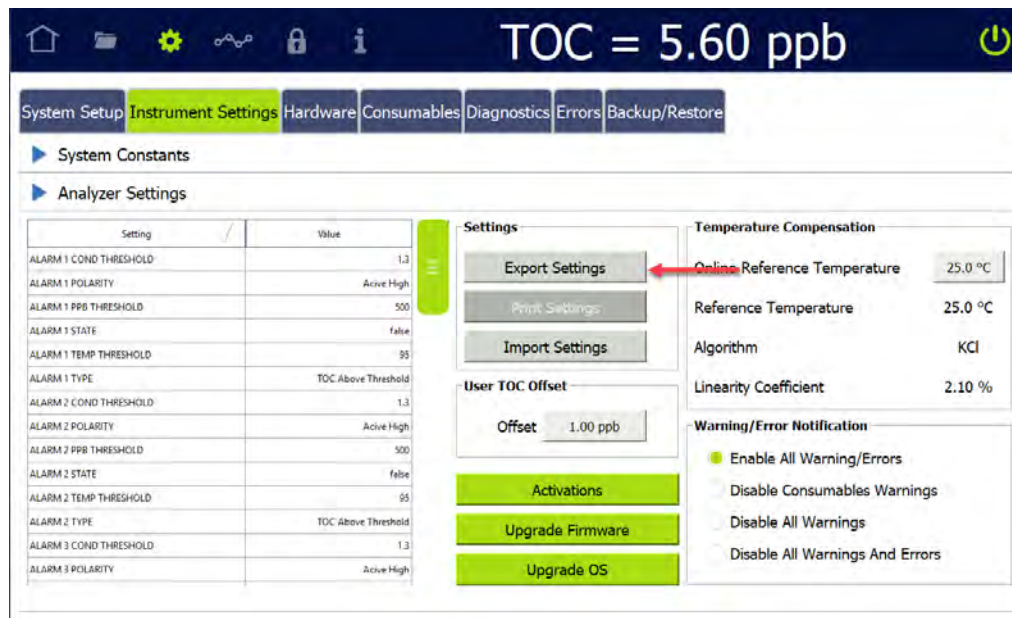 TOC = 5.60 ppb
System Setup Instrument Settings Hardware Consumables Diagnostics Errors Backup/Restore
System Constants
Analyzer Settings
Setting Value
ALARM 1 COND THRESHOLD 1.3
ALARM 1 POLARITY Acive High
ALARM 1 PPB THRESHOLD 500
ALARM 1 STATE false
ALARM 1 TEMP THRESHOLD 95
ALARM 1 TYPE TOC Above Threshold
ALARM 2 COND THRESHOLD 1.3
ALARM 2 POLARITY Acive High
ALARM 2 PPB THRESHOLD 500
ALARM 2 STATE false
ALARM 2 TEMP THRESHOLD 95
ALARM 2 TYPE TOC Above Threshold
ALARM 3 COND THRESHOLD 1.3
ALARM 3 POLARITY Acive High
Settings
Export Settings
Print Settings
Import Settings
User TOC Offset
Offset 1.00 ppb
Activations
Upgrade Firmware
Upgrade OS
Temperature Compensation
Online Reference Temperature 25.0 °C
Reference Temperature 25.0 °C
Algorithm KCl
Linearity Coefficient 2.10 %
Warning/Error Notification
Enable All Warning/Errors
Disable Consumables Warnings
Disable All Warnings
Disable All Warnings And Errors